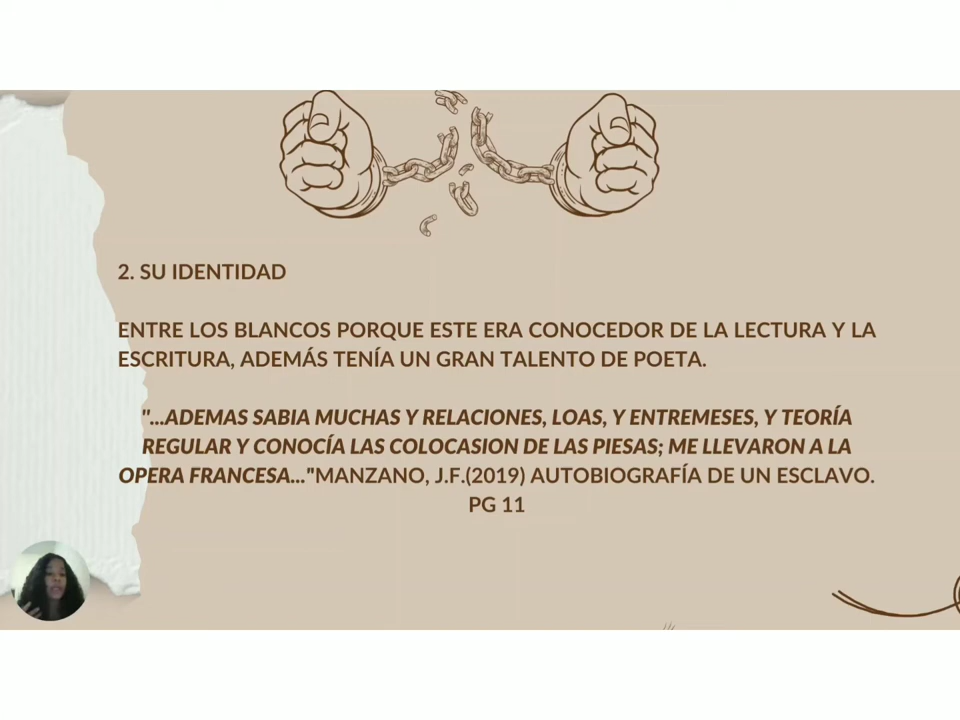 2. SU IDENTIDAD
ENTRE LOS BLANCOS PORQUE ESTE ERA CONOCEDOR DE LA LECTURA Y LA
ESCRITURA, ADEMÁS TENÍA UN GRAN TALENTO DE POETA.
"...ADEMAS SABIA MUCHAS Y RELACIONES, LOAS, Y ENTREMESES, Y TEORÍA
REGULAR Y CONOCÍA LAS COLOCASION DE LAS PIESAS; ME LLEVARON A LA
OPERA FRANCESA..."MANZANO, J.F.(2019) AUTOBIOGRAFÍA DE UN ESCLAVO.
PG 11